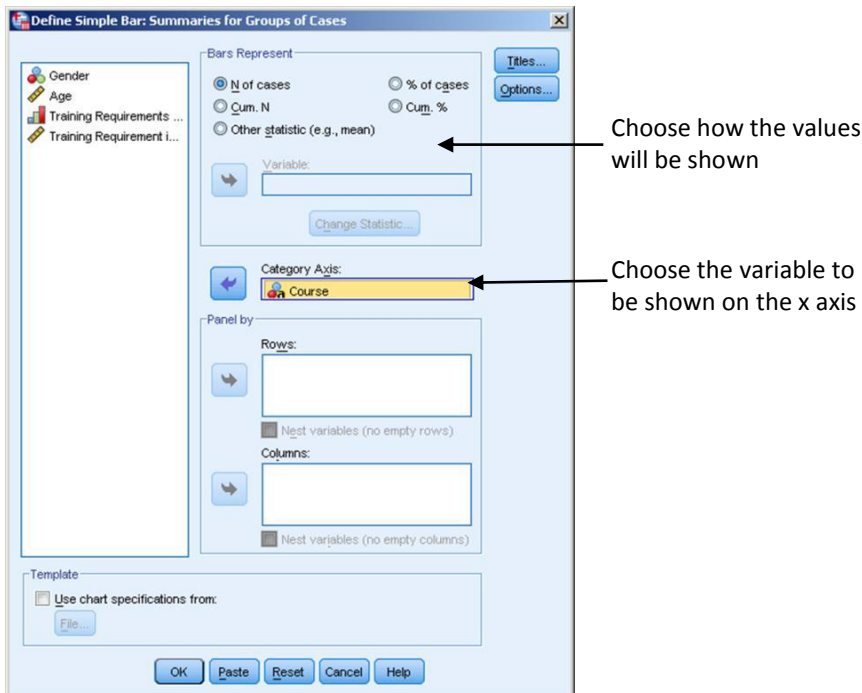 Define Simple Bar: Summaries for Groups of Cases
Gender
Age
Training Requirements ...
Training Requirement i...
Bars Represent
N of cases
% of cases
Cum. N
Cum. %
Other statistic (e.g., mean)
Variable:
Change Statistic...
Titles...
Options...
Choose how the values
will be shown
Category Axis:
Course
Choose the variable to
be shown on the x axis
Panel by
Rows:
Nest variables (no empty rows)
Columns:
Nest variables (no empty columns)
Template
Use chart specifications from:
File...
OK Paste Reset Cancel Help